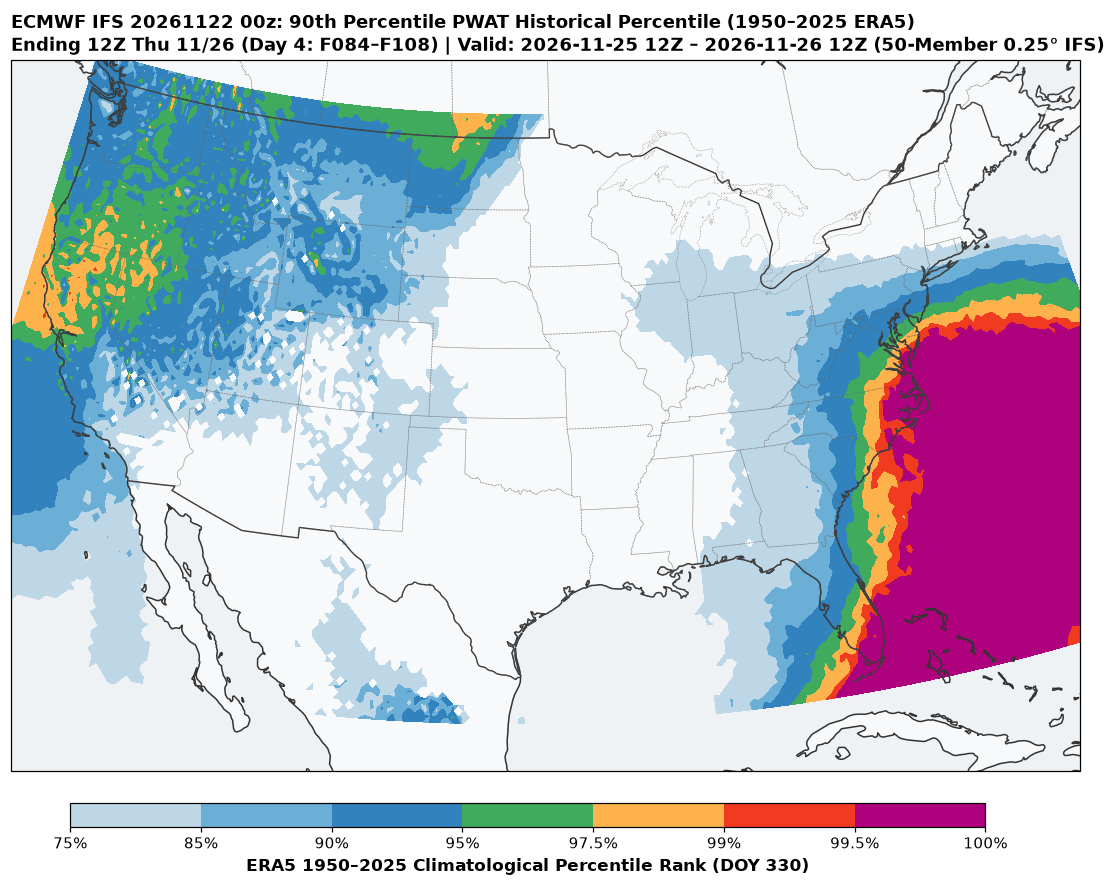 ECMWF IFS 20261122 00z: 90th Percentile PWAT Historical Percentile (1950–2025 ERA5)
Ending 12Z Thu 11/26 (Day 4: F084–F108) | Valid: 2026-11-25 12Z – 2026-11-26 12Z (50-Member 0.25° IFS)
75% 85% 90% 95% 97.5% 99% 99.5% 100%
ERA5 1950–2025 Climatological Percentile Rank (DOY 330)